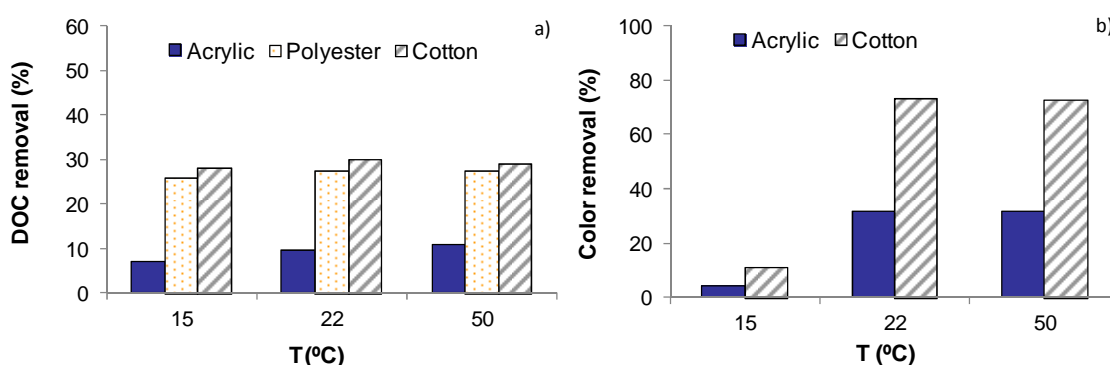 a)
Acrylic Polyester Cotton
DOC removal (%)
60
50
40
30
20
10
0
15 22 50
T(ºC)
b)
Acrylic Cotton
Color removal (%)
100
80
60
40
20
0
15 22 50
T (ºC)